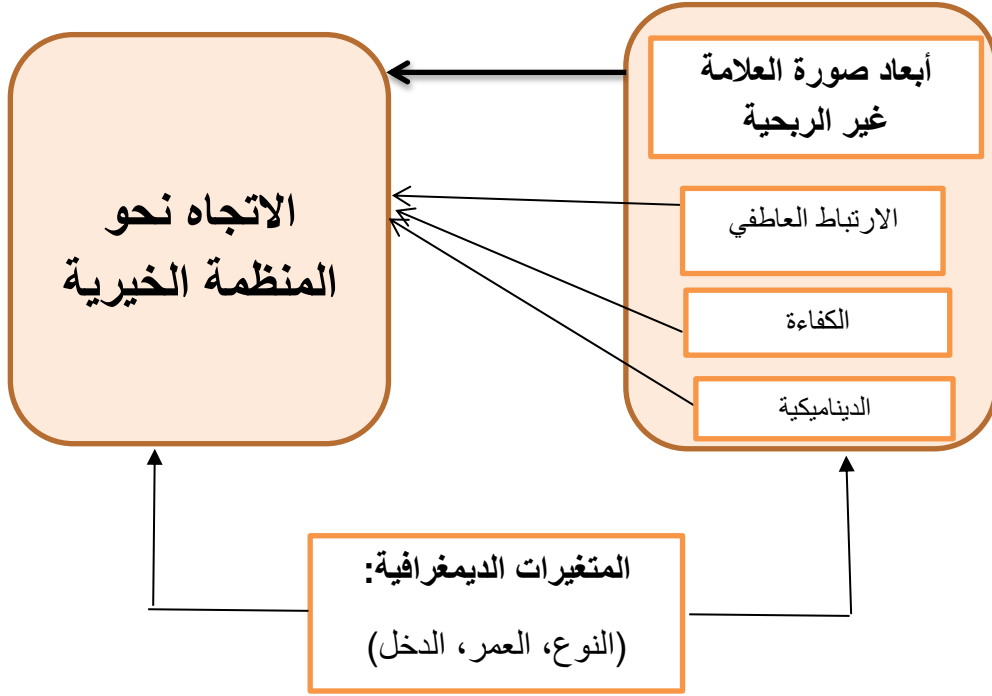 أبعاد صورة العلامة
غير الربحية
الارتباط العاطفي
الكفاءة
الديناميكية
الاتجاه نحو
المنظمة الخيرية
المتغيرات الديمغرافية:
(النوع، العمر، الدخل)